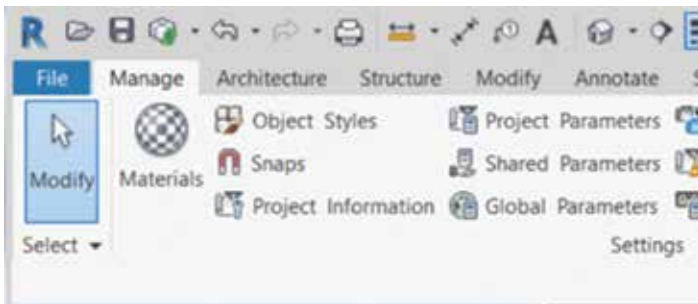 R A
File Manage Architecture Structure Modify Annotate
Object Styles Project Parameters
Modify Materials Snaps Shared Parameters
Project Information Global Parameters
Select Settings